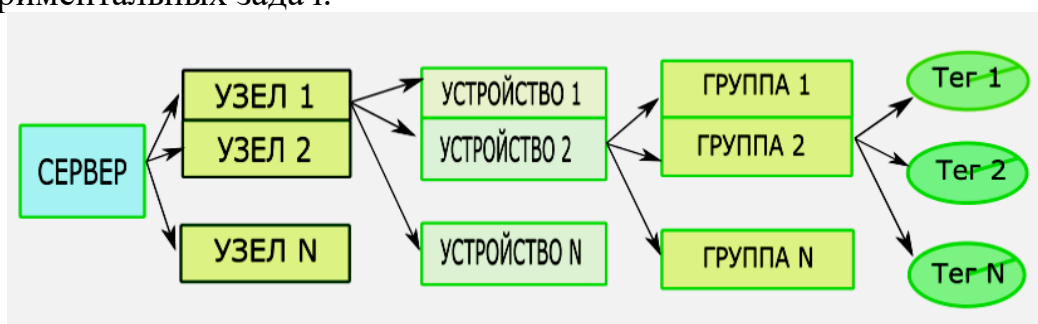 СЕРВЕР
УЗЕЛ 1
УЗЕЛ 2
УЗЕЛ N
УСТРОЙСТВО 1
УСТРОЙСТВО 2
УСТРОЙСТВО N
ГРУППА 1
ГРУППА 2
ГРУППА N
Тег 1
Тег 2
Тег N